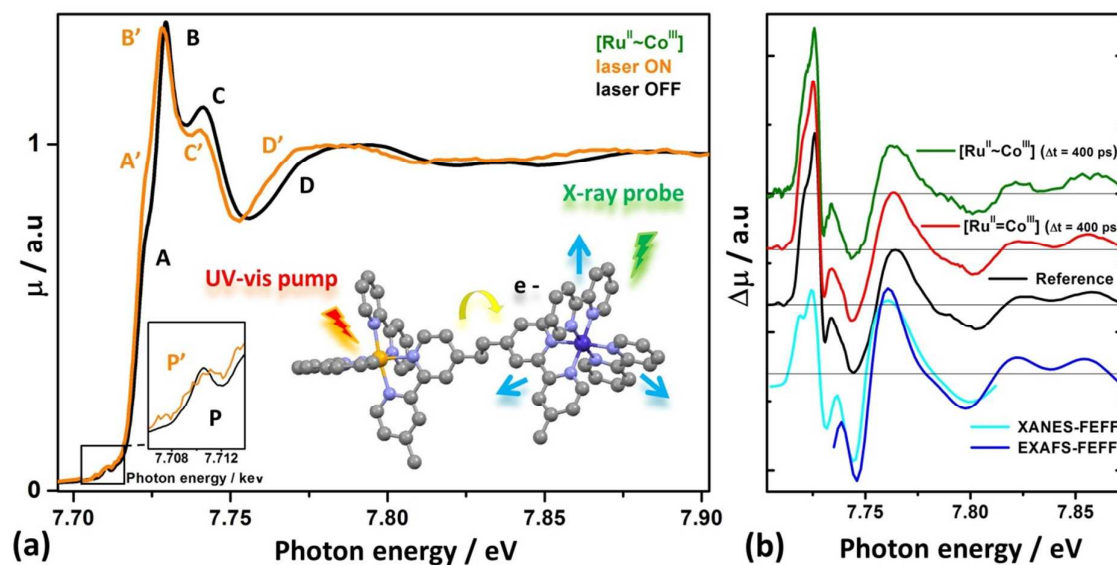 B'
B
[Ru^II~Co^III]
laser ON
laser OFF
C
A'
C'
D'
D
A
1
μ / a.u
0
X-ray probe
UV-vis pump
e -
P'
P
7.708 7.712
Photon energy / kev
7.70 7.75 7.80 7.85 7.90
(a) Photon energy / eV
[Ru^II~Co^III] (Δt = 400 ps)
[Ru^II=Co^III] (Δt = 400 ps
Reference
Δμ / a.u
XANES-FEFF
EXAFS-FEFF
7.75 7.80 7.85
(b) Photon energy / eV